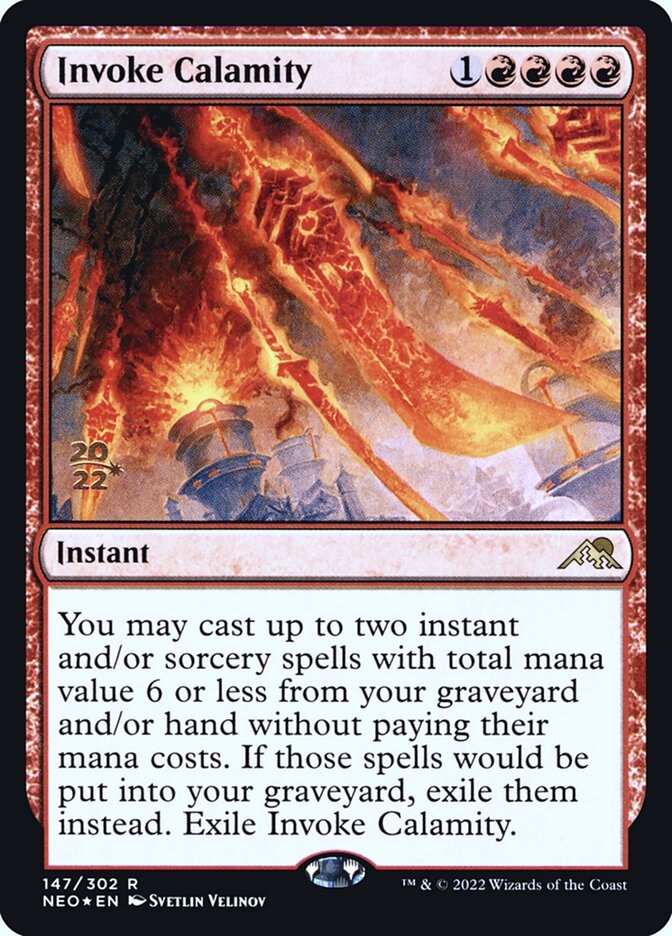 Invoke Calamity
1
20
22
Instant
You may cast up to two instant
and/or sorcery spells with total mana
value 6 or less from your graveyard
and/or hand without paying their
mana costs. If those spells would be
put into your graveyard, exile them
instead. Exile Invoke Calamity.
147/302 R
NEO★EN Svetlin Velinov
™ & © 2022 Wizards of the Coast